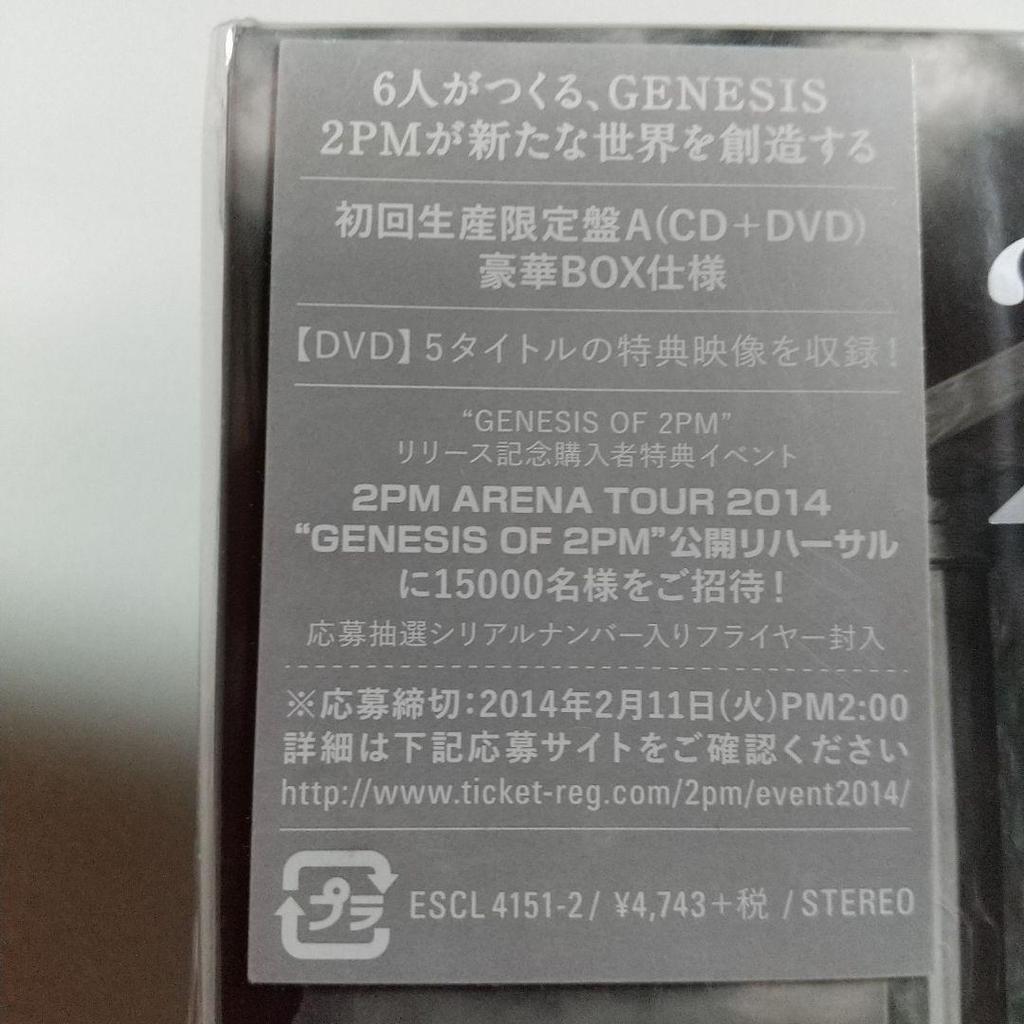 6人がつくる、GENESIS
2PMが新たな世界を創造する
初回生産限定盤A(CD+DVD)
豪華BOX仕様
【DVD】5タイトルの特典映像を収録!
“GENESIS OF 2PM”
リリース記念購入者特典イベント
2PM ARENA TOUR 2014
“GENESIS OF 2PM”公開リハーサル
に15000名様をご招待!
応募抽選シリアルナンバー入りフライヤー封入
※応募締切:2014年2月11日(火)PM2:00
詳細は下記応募サイトをご確認ください
http://www.ticket-reg.com/2pm/event2014/
プラ ESCL 4151-2/ ¥4,743+税 / STEREO